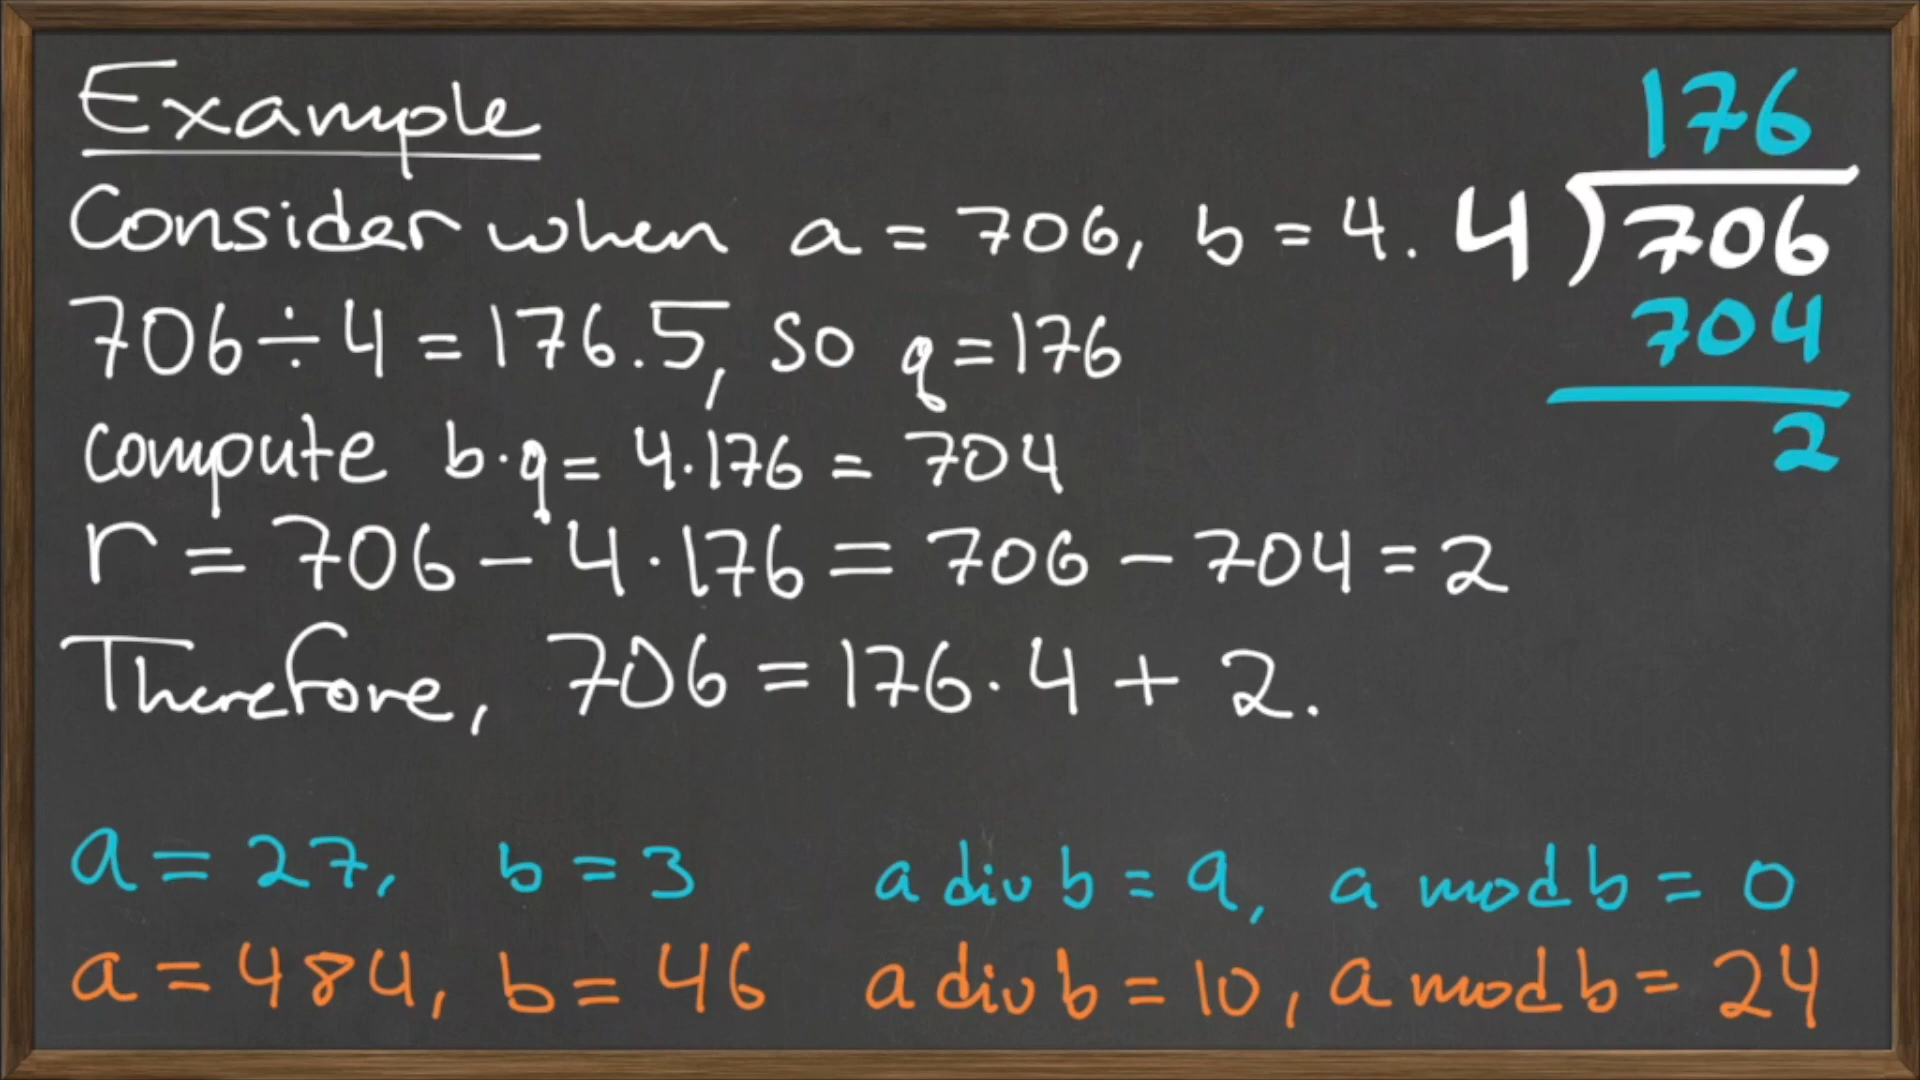 Example
Consider when a = 706, b = 4.
706 ÷ 4 = 176.5, so q = 176
compute b·q = 4·176 = 704
r = 706 - 4·176 = 706 - 704 = 2
Therefore, 706 = 176·4 + 2.
176
4)706
704
2
a = 27, b = 3 a div b = 9, a mod b = 0
a = 484, b = 46 a div b = 10, a mod b = 24